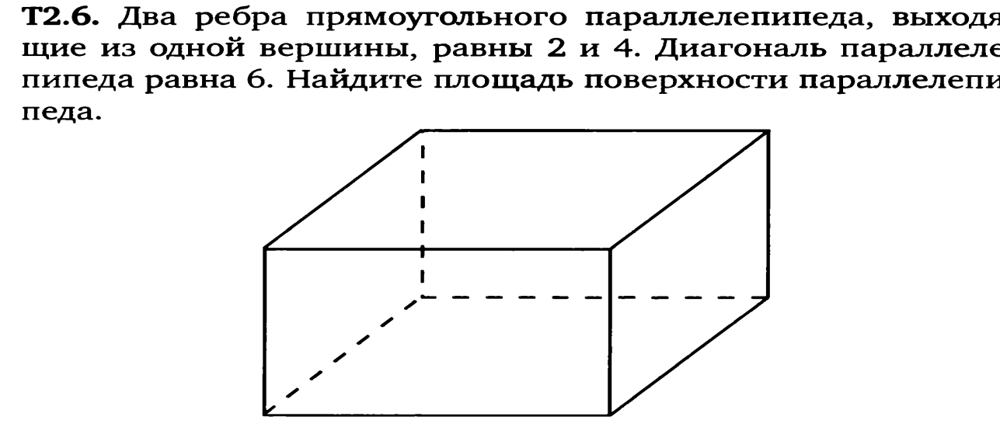 Т2.6. Два ребра прямоугольного параллелепипеда, выходя
щие из одной вершины, равны 2 и 4. Диагональ параллеле
пипеда равна 6. Найдите площадь поверхности параллелепи
педа.